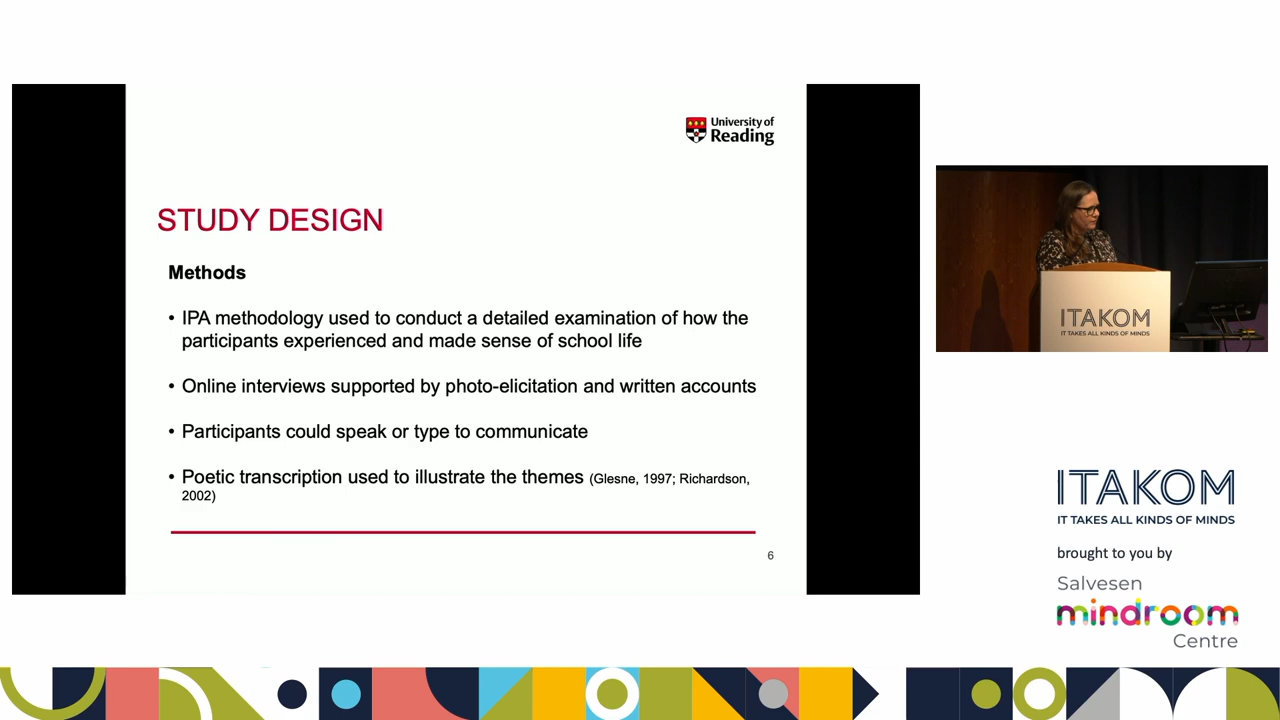 University of
Reading
STUDY DESIGN
Methods
• IPA methodology used to conduct a detailed examination of how the
participants experienced and made sense of school life
• Online interviews supported by photo-elicitation and written accounts
• Participants could speak or type to communicate
• Poetic transcription used to illustrate the themes (Glesne, 1997; Richardson,
2002)
6
ITAKOM
IT TAKES ALL KINDS OF MINDS
ITAKOM
IT TAKES ALL KINDS OF MINDS
brought to you by
Salvesen
mindroom
Centre